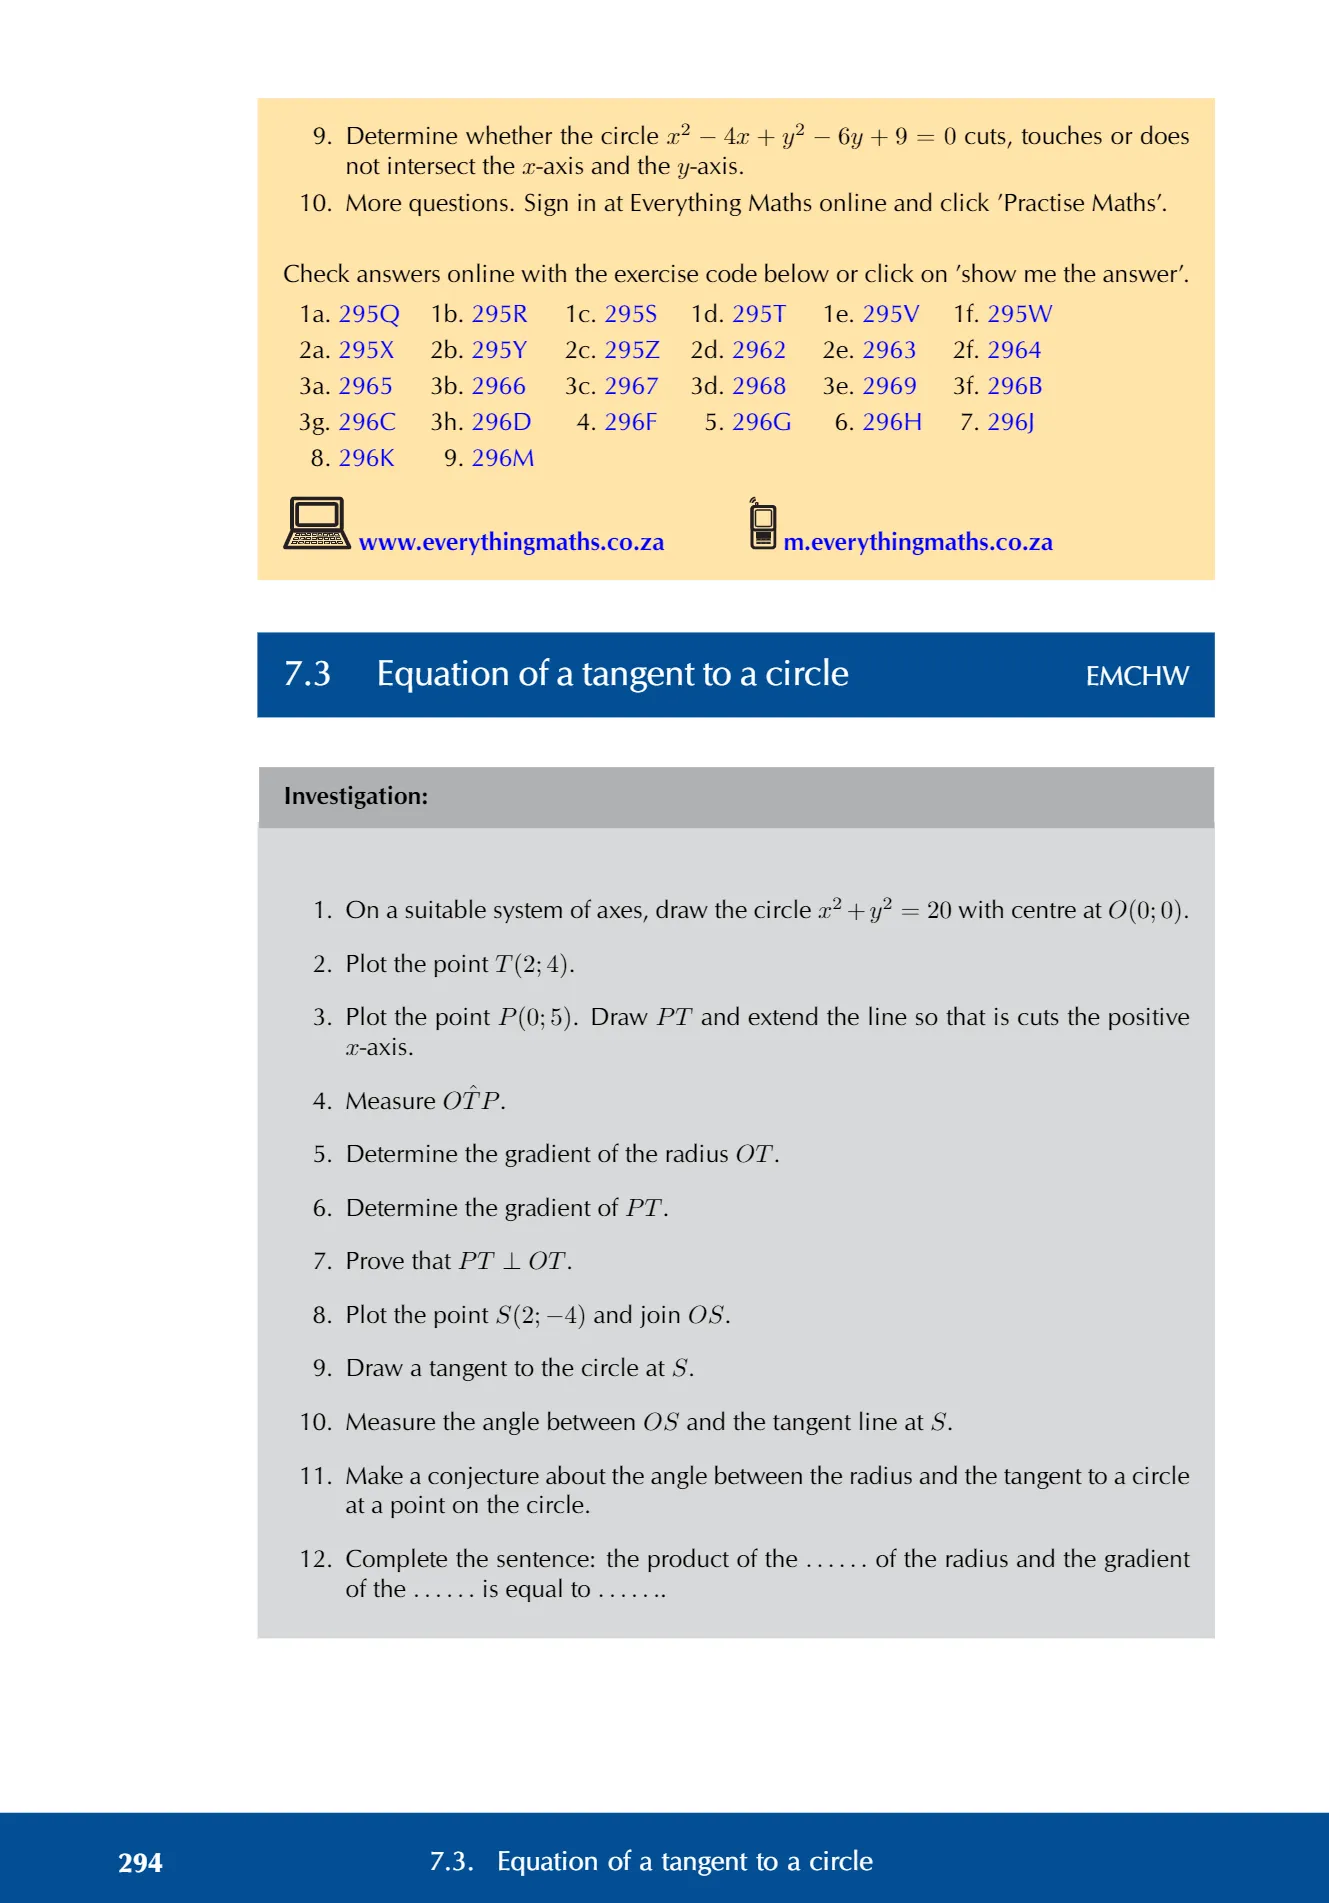 9. Determine whether the circle x² − 4x + y² − 6y + 9 = 0 cuts, touches or does
not intersect the x-axis and the y-axis.
10. More questions. Sign in at Everything Maths online and click ’Practise Maths’.
Check answers online with the exercise code below or click on ’show me the answer’.
1a. 295Q 1b. 295R 1c. 295S 1d. 295T 1e. 295V 1f. 295W
2a. 295X 2b. 295Y 2c. 295Z 2d. 2962 2e. 2963 2f. 2964
3a. 2965 3b. 2966 3c. 2967 3d. 2968 3e. 2969 3f. 296B
3g. 296C 3h. 296D 4. 296F 5. 296G 6. 296H 7. 296J
8. 296K 9. 296M
www.everythingmaths.co.za m.everythingmaths.co.za
7.3 Equation of a tangent to a circle EMCHW
Investigation:
1. On a suitable system of axes, draw the circle x² + y² = 20 with centre at O(0; 0).
2. Plot the point T(2; 4).
3. Plot the point P(0; 5). Draw PT and extend the line so that is cuts the positive
x-axis.
4. Measure OT̂P.
5. Determine the gradient of the radius OT.
6. Determine the gradient of PT.
7. Prove that PT ⊥ OT.
8. Plot the point S(2; −4) and join OS.
9. Draw a tangent to the circle at S.
10. Measure the angle between OS and the tangent line at S.
11. Make a conjecture about the angle between the radius and the tangent to a circle
at a point on the circle.
12. Complete the sentence: the product of the . . . . . . of the radius and the gradient
of the . . . . . . is equal to . . . . . ..
294 7.3. Equation of a tangent to a circle